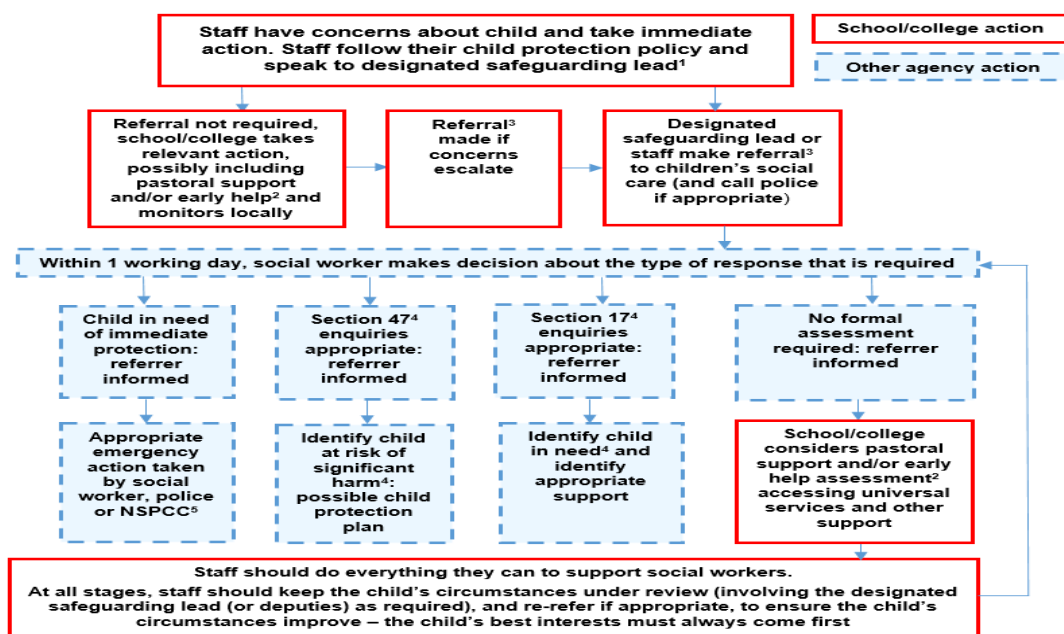 Staff have concerns about child and take immediate
action. Staff follow their child protection policy and
speak to designated safeguarding lead¹
School/college action
Other agency action
Referral not required,
school/college takes
relevant action,
possibly including
pastoral support
and/or early help² and
monitors locally
Referral³
made if
concerns
escalate
Designated
safeguarding lead or
staff make referral³
to children's social
care (and call police
if appropriate)
Within 1 working day, social worker makes decision about the type of response that is required
Child in need
of immediate
protection:
referrer
informed
Section 47⁴
enquiries
appropriate:
referrer
informed
Section 17⁴
enquiries
appropriate:
referrer
informed
No formal
assessment
required: referrer
informed
Appropriate
emergency
action taken
by social
worker, police
or NSPCC⁵
Identify child
at risk of
significant
harm⁴:
possible child
protection
plan
Identify child
in need⁴ and
identify
appropriate
support
School/college
considers pastoral
support and/or early
help assessment²
accessing universal
services and other
support
Staff should do everything they can to support social workers.
At all stages, staff should keep the child's circumstances under review (involving the designated
safeguarding lead (or deputies) as required), and re-refer if appropriate, to ensure the child's
circumstances improve – the child's best interests must always come first